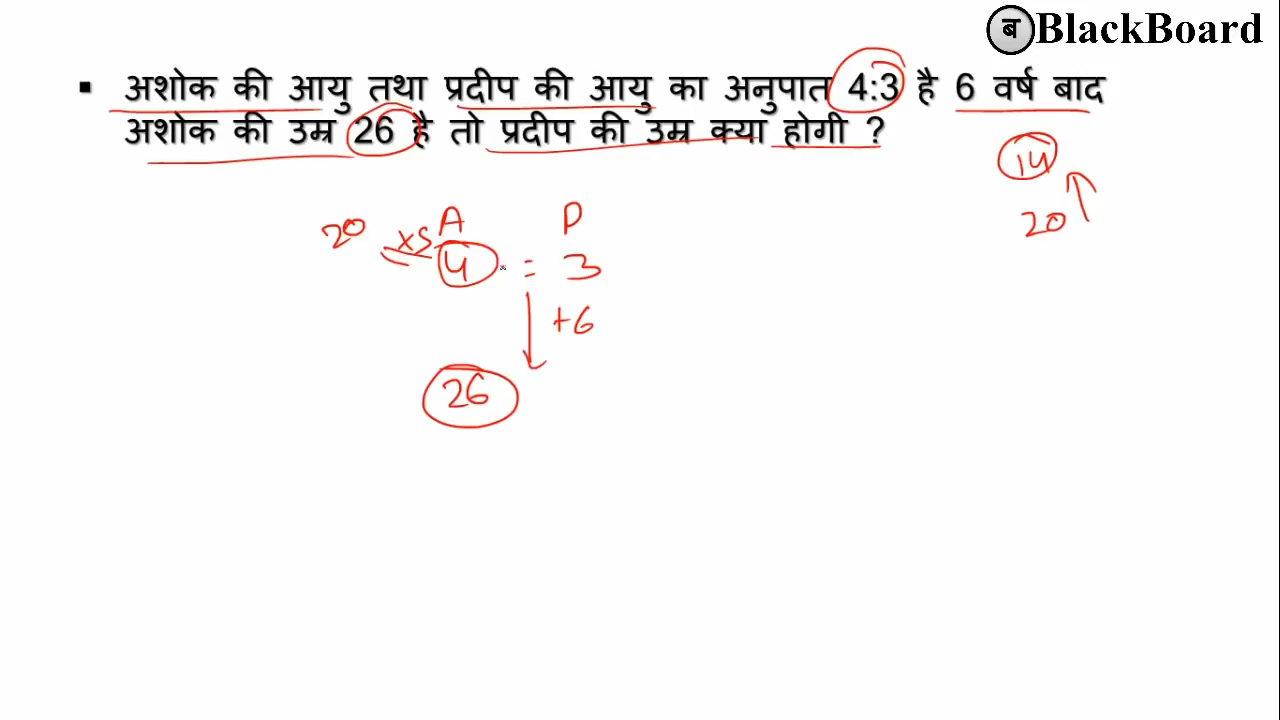 ब BlackBoard
▪ अशोक की आयु तथा प्रदीप की आयु का अनुपात 4:3 है 6 वर्ष बाद
अशोक की उम्र 26 है तो प्रदीप की उम्र क्या होगी ?
14
20
20 ×5 A P
4 : 3
+6
26